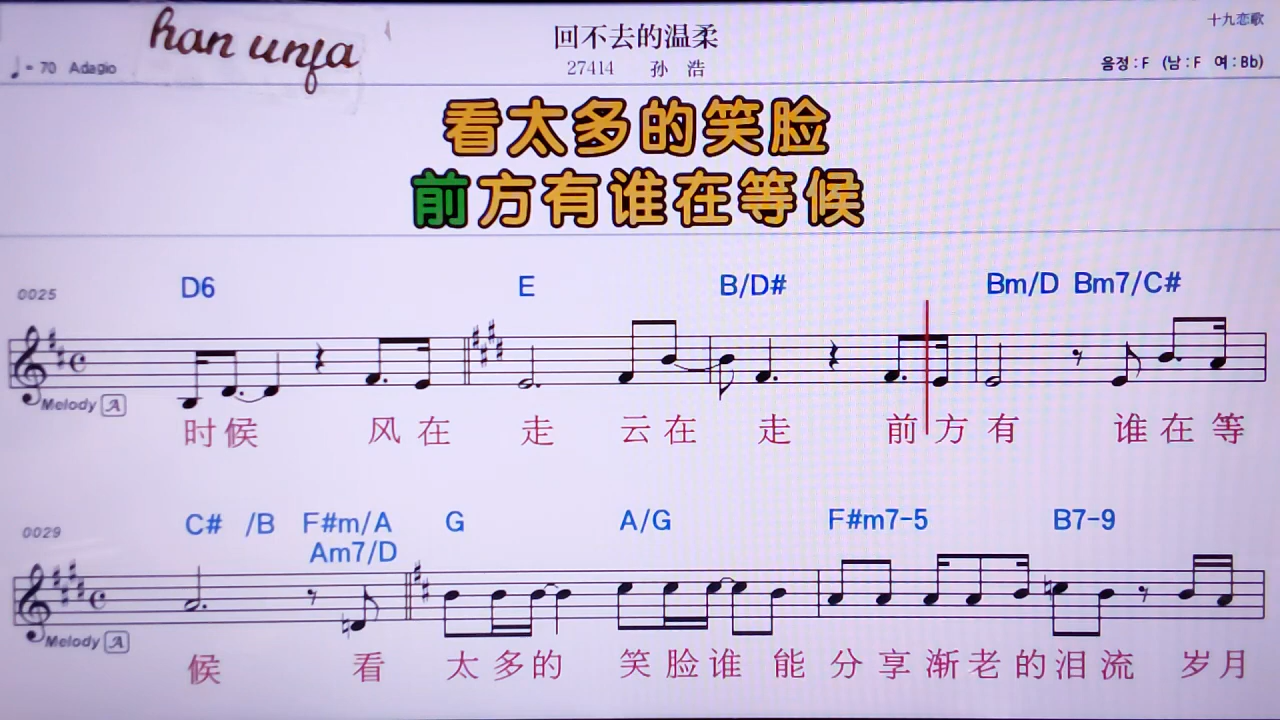 han unfa
回不去的温柔
十九恋歌
= 70 Adagio
27414 孙 浩
음정 : F (남 : F 여 : Bb)
看太多的笑脸
前方有谁在等候
0025 D6 E B/D# Bm/D Bm7/C#
Melody A
时候 风在 走 云在 走 前方有 谁在等
0029 C# /B F#m/A G A/G F#m7-5 B7-9
Am7/D
Melody A
候 看 太多的 笑脸谁 能 分享渐老的泪流 岁月